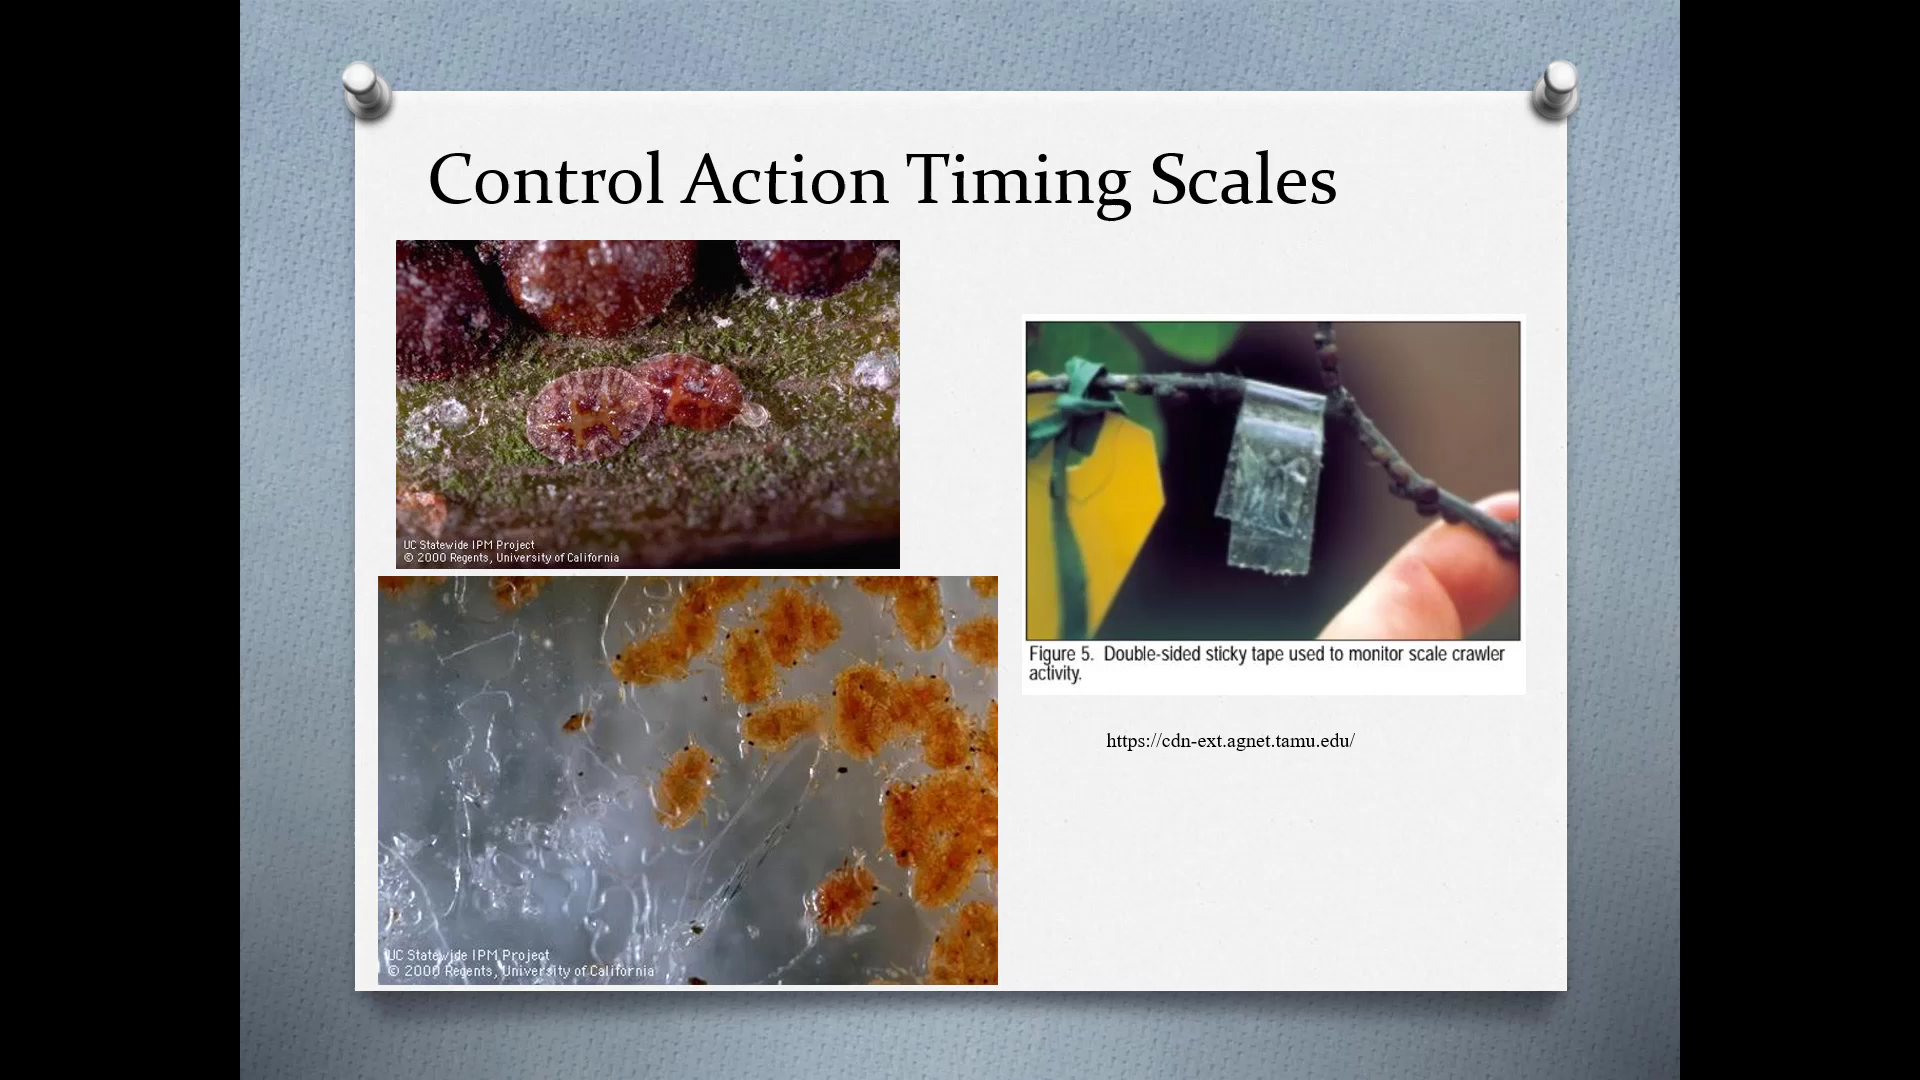 Control Action Timing Scales
UC Statewide IPM Project
© 2000 Regents, University of California
Figure 5. Double-sided sticky tape used to monitor scale crawler
activity.
https://cdn-ext.agnet.tamu.edu/
UC Statewide IPM Project
© 2000 Regents, University of California